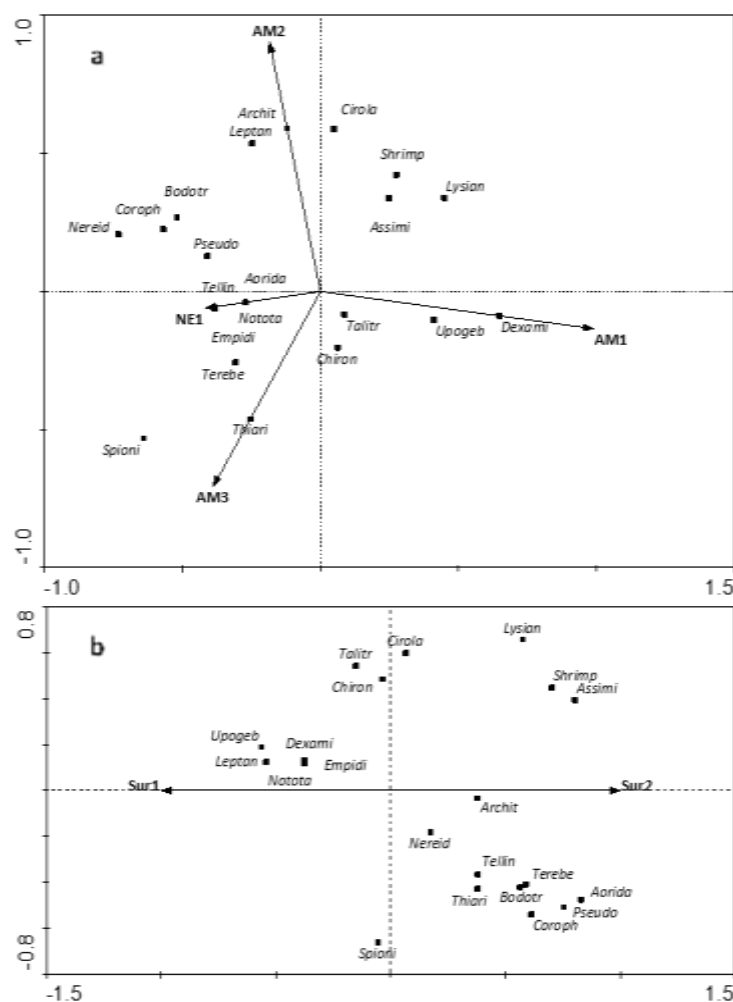 1.0
a
AM2
Archit
Cirola
Leptan
Shrimp
Lysian
Bodotr
Coroph
Nereid
Assimi
Pseudo
Tellin
Aorida
NE1
Notota
Talitr
Upogeb
Dexami
AM1
Empidi
Chiron
Terebe
Thiari
Spioni
AM3
-1.0
-1.0
1.5
0.8
b
Lysian
Talitr
Cirola
Chiron
Shrimp
Assimi
Upogeb
Dexami
Leptan
Empidi
Notota
Sur1
Sur2
Archit
Nereid
Tellin
Terebe
Thiari
Bodotr
Aorida
Pseudo
Coroph
Spioni
-0.8
-1.5
1.5